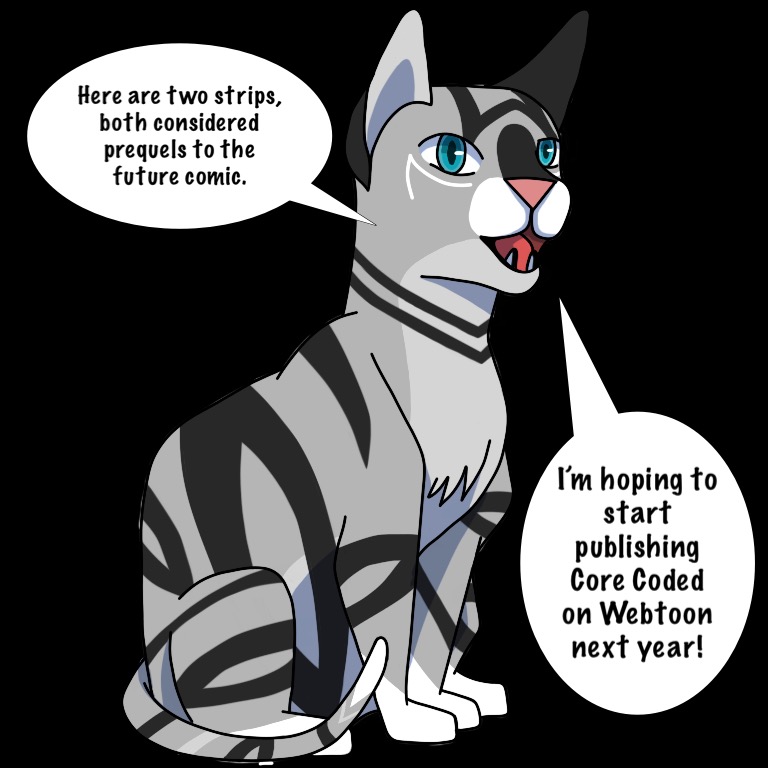 Here are two strips,
both considered
prequels to the
future comic.
I'm hoping to
start
publishing
Core Coded
on Webtoon
next year!